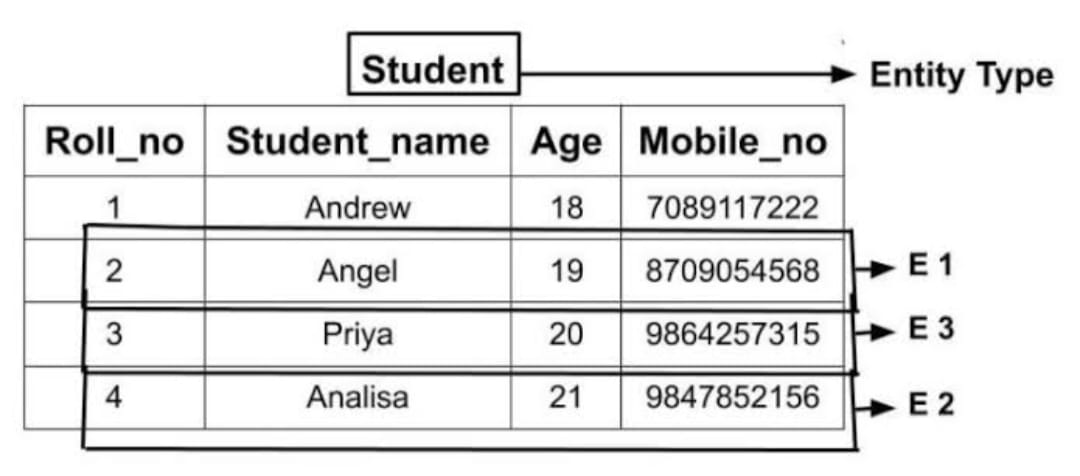 Student Entity Type
Roll_no Student_name Age Mobile_no
1 Andrew 18 7089117222
2 Angel 19 8709054568 E 1
3 Priya 20 9864257315 E 3
4 Analisa 21 9847852156 E 2